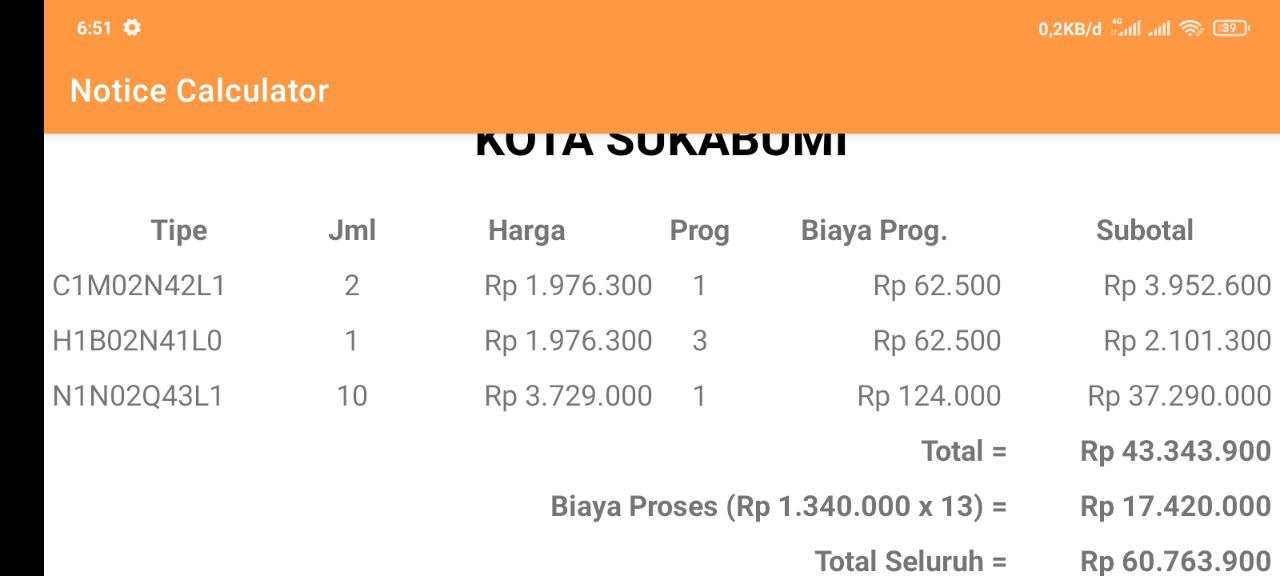 6:51 0,2KB/d 4G 39
Notice Calculator
KOTA SUKABUMI
Tipe Jml Harga Prog Biaya Prog. Subotal
C1M02N42L1 2 Rp 1.976.300 1 Rp 62.500 Rp 3.952.600
H1B02N41L0 1 Rp 1.976.300 3 Rp 62.500 Rp 2.101.300
N1N02Q43L1 10 Rp 3.729.000 1 Rp 124.000 Rp 37.290.000
Total = Rp 43.343.900
Biaya Proses (Rp 1.340.000 x 13) = Rp 17.420.000
Total Seluruh = Rp 60.763.900